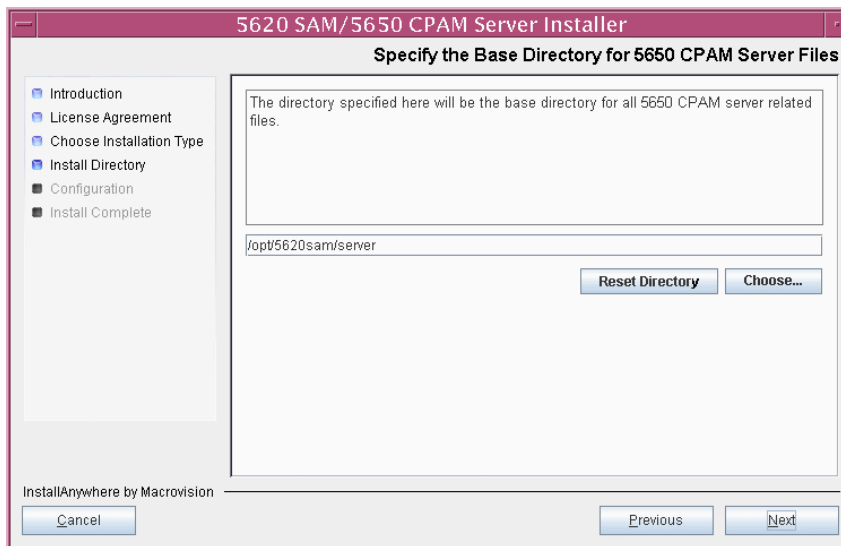 5620 SAM/5650 CPAM Server Installer
Specify the Base Directory for 5650 CPAM Server Files
Introduction
License Agreement
Choose Installation Type
Install Directory
Configuration
Install Complete
The directory specified here will be the base directory for all 5650 CPAM server related
files.
/opt/5620sam/server
Reset Directory
Choose...
InstallAnywhere by Macrovision
Cancel
Previous
Next